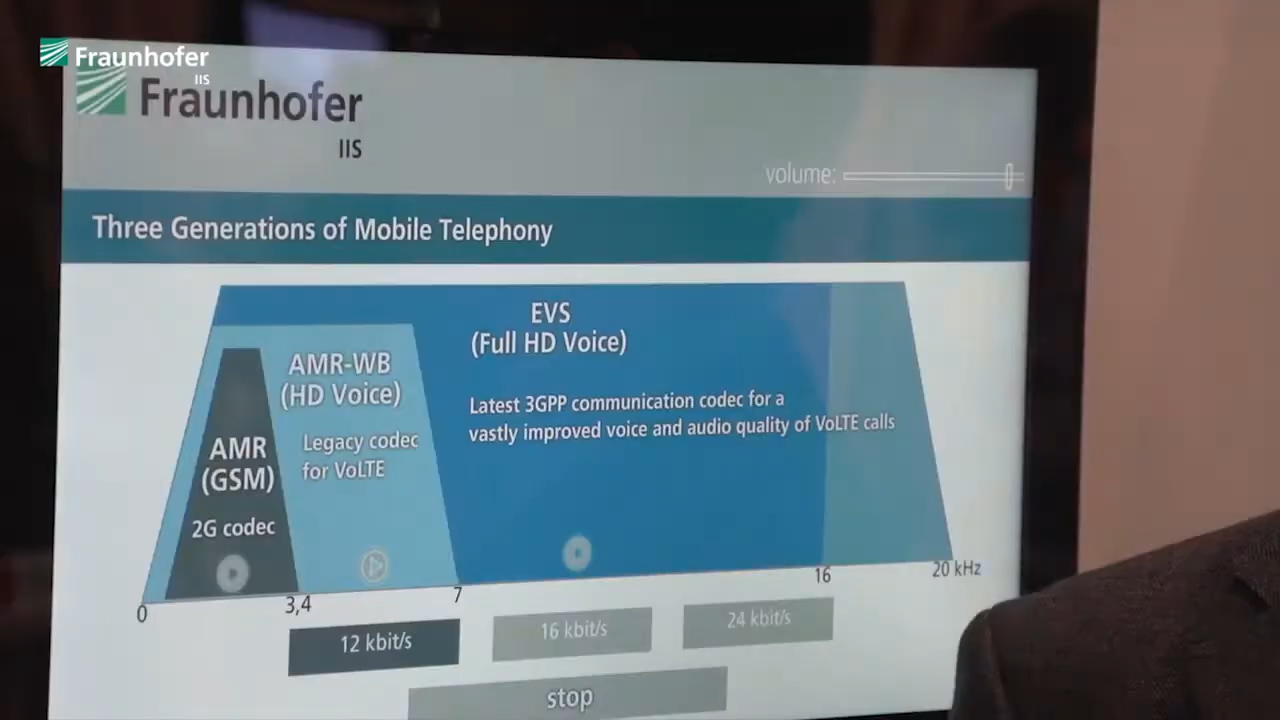 Fraunhofer
IIS
Fraunhofer
IIS
volume:
Three Generations of Mobile Telephony
EVS
(Full HD Voice)
AMR-WB
(HD Voice)
Latest 3GPP communication codec for a
vastly improved voice and audio quality of VoLTE calls
Legacy codec
for VoLTE
AMR
(GSM)
2G codec
0
3,4
7
16
20 kHz
12 kbit/s
16 kbit/s
24 kbit/s
stop